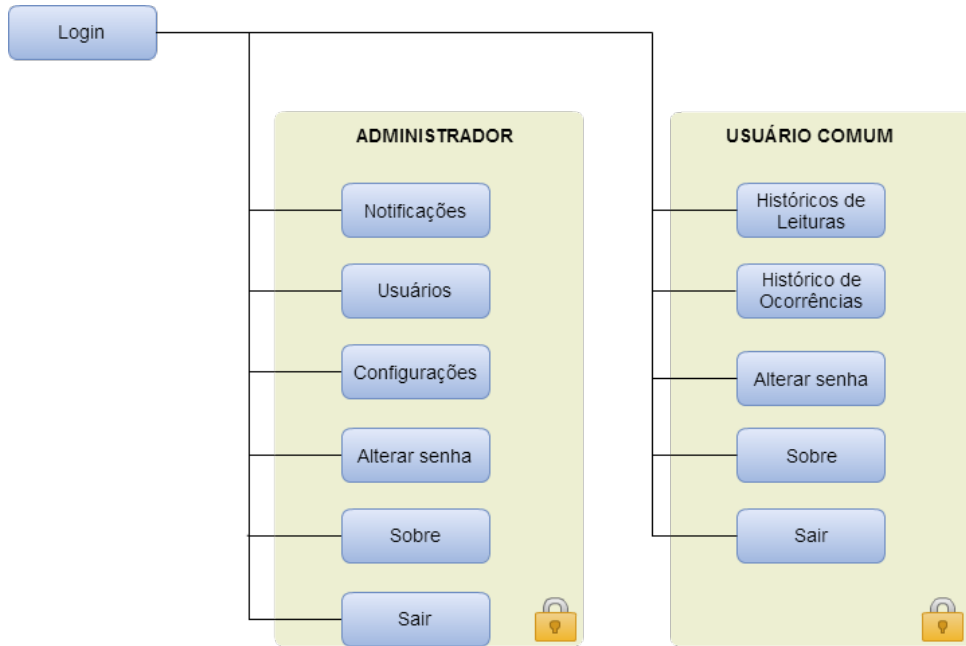 Login
ADMINISTRADOR
Notificações
Usuários
Configurações
Alterar senha
Sobre
Sair
USUÁRIO COMUM
Históricos de
Leituras
Histórico de
Ocorrências
Alterar senha
Sobre
Sair